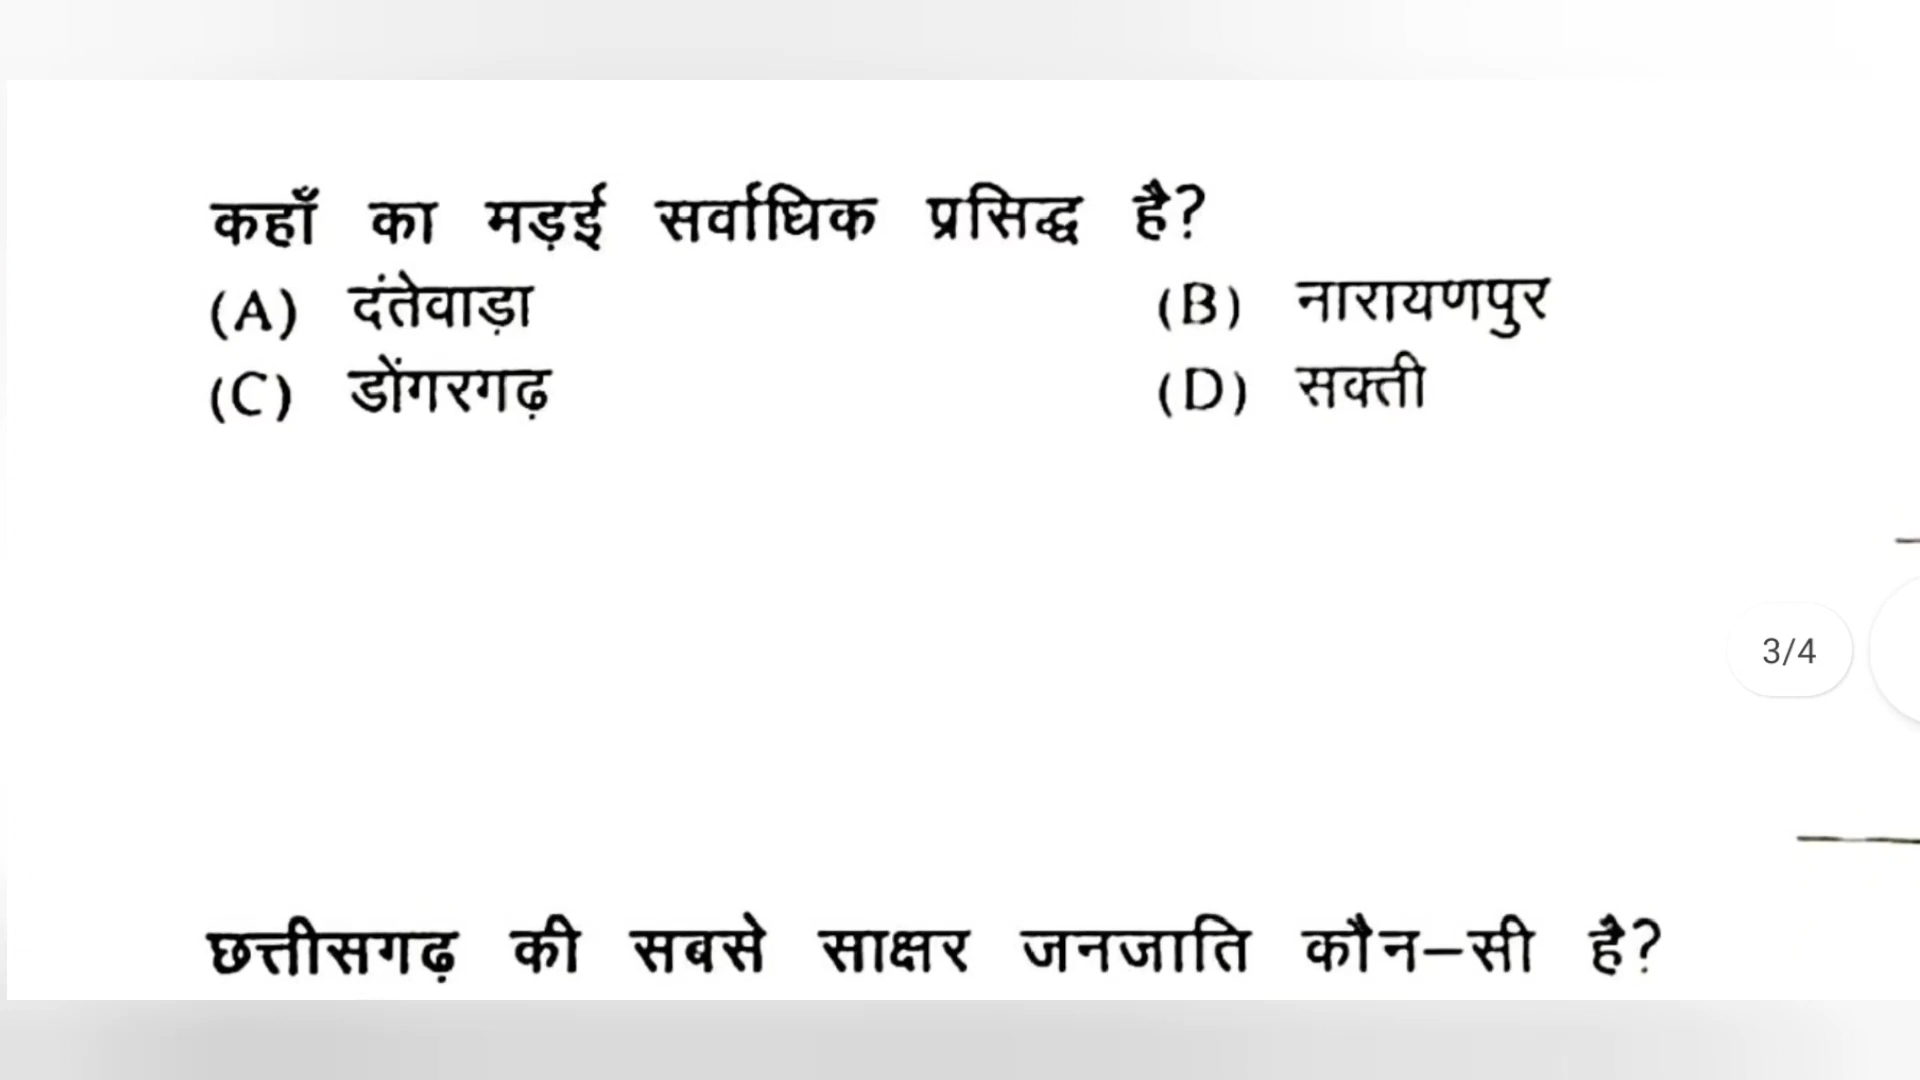 कहाँ का मड़ई सर्वाधिक प्रसिद्ध है?
(A) दंतेवाड़ा (B) नारायणपुर
(C) डोंगरगढ़ (D) सक्ती
3/4
छत्तीसगढ़ की सबसे साक्षर जनजाति कौन-सी है?